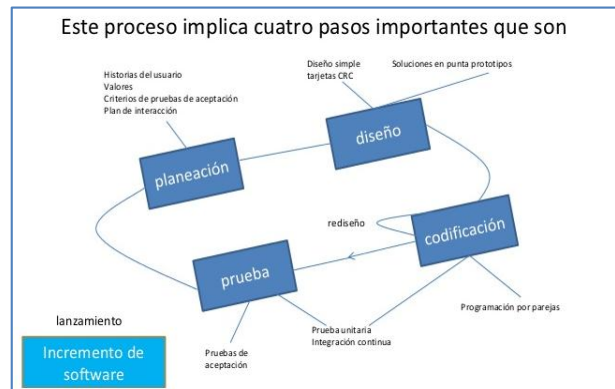 Este proceso implica cuatro pasos importantes que son
Historias del usuario
Valores
Criterios de pruebas de aceptación
Plan de interacción
Diseño simple
tarjetas CRC
Soluciones en punta prototipos
diseño
planeación
rediseño
codificación
prueba
Programación por parejas
lanzamiento
Prueba unitaria
Integración continua
Incremento de
software
Pruebas de
aceptación